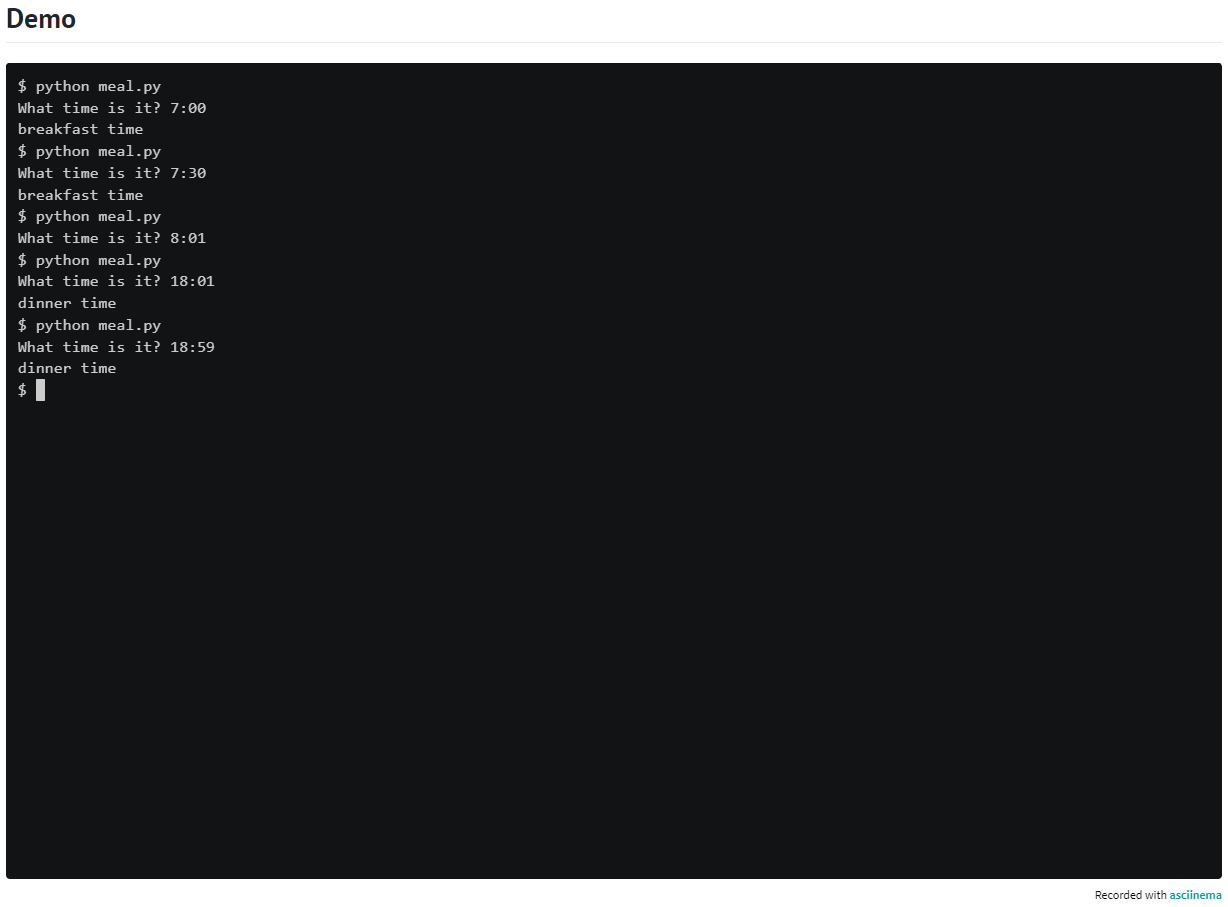 Demo
$ python meal.py
What time is it? 7:00
breakfast time
$ python meal.py
What time is it? 7:30
breakfast time
$ python meal.py
What time is it? 8:01
$ python meal.py
What time is it? 18:01
dinner time
$ python meal.py
What time is it? 18:59
dinner time
$
Recorded with asciinema